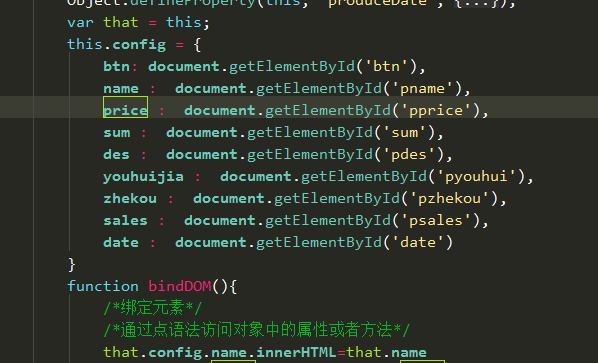 Object.defineProperty(this, 'produceDate', {...}),
var that = this;
this.config = {
btn: document.getElementById('btn'),
name :  document.getElementById('pname'),
price :  document.getElementById('pprice'),
sum :  document.getElementById('sum'),
des :  document.getElementById('pdes'),
youhuijia :  document.getElementById('pyouhui'),
zhekou :  document.getElementById('pzhekou'),
sales :  document.getElementById('psales'),
date :  document.getElementById('date')
}
function bindDOM(){
/*绑定元素*/
/*通过点语法访问对象中的属性或者方法*/
that.config.name.innerHTML=that.name